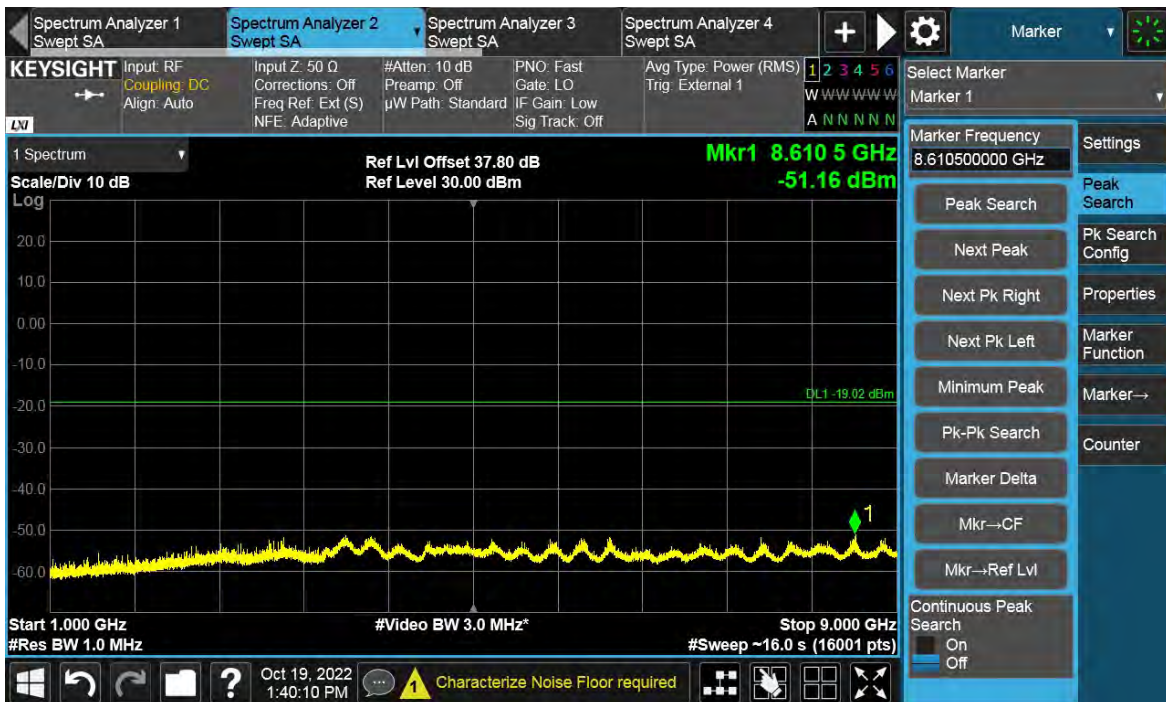 Spectrum Analyzer 1
Swept SA
Spectrum Analyzer 2
Swept SA
Spectrum Analyzer 3
Swept SA
Spectrum Analyzer 4
Swept SA
+
Marker
KEYSIGHT
LXI
Input: RF
Coupling: DC
Align: Auto
Input Z: 50 Ω
Corrections: Off
Freq Ref: Ext (S)
NFE: Adaptive
#Atten: 10 dB
Preamp: Off
µW Path: Standard
PNO: Fast
Gate: LO
IF Gain: Low
Sig Track: Off
Avg Type: Power (RMS)
Trig: External 1
1 2 3 4 5 6
W W W W W W
A N N N N N
Select Marker
Marker 1
1 Spectrum
Scale/Div 10 dB
Log
Ref Lvl Offset 37.80 dB
Ref Level 30.00 dBm
Mkr1 8.610 5 GHz
-51.16 dBm
20.0
10.0
0.00
-10.0
-20.0
-30.0
-40.0
-50.0
-60.0
DL1 -19.02 dBm
1
Start 1.000 GHz
#Res BW 1.0 MHz
#Video BW 3.0 MHz*
Stop 9.000 GHz
#Sweep ~16.0 s (16001 pts)
Marker Frequency
8.610500000 GHz
Peak Search
Next Peak
Next Pk Right
Next Pk Left
Minimum Peak
Pk-Pk Search
Marker Delta
Mkr→CF
Mkr→Ref Lvl
Continuous Peak
Search
On
Off
Settings
Peak
Search
Pk Search
Config
Properties
Marker
Function
Marker→
Counter
?
Oct 19, 2022
1:40:10 PM
1
Characterize Noise Floor required